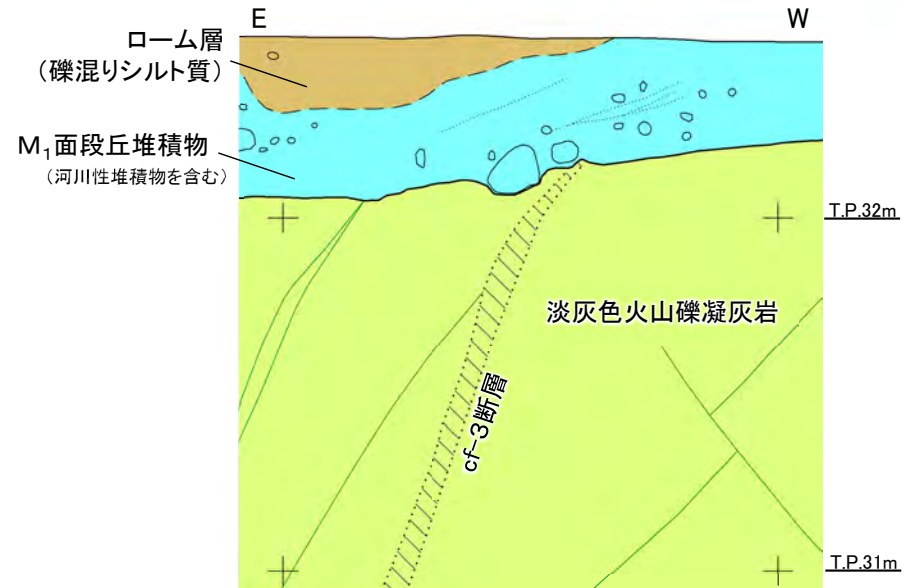 E
W
ローム層
（礫混りシルト質）
M₁面段丘堆積物
（河川性堆積物を含む）
T.P.32m
淡灰色火山礫凝灰岩
cf-3断層
T.P.31m